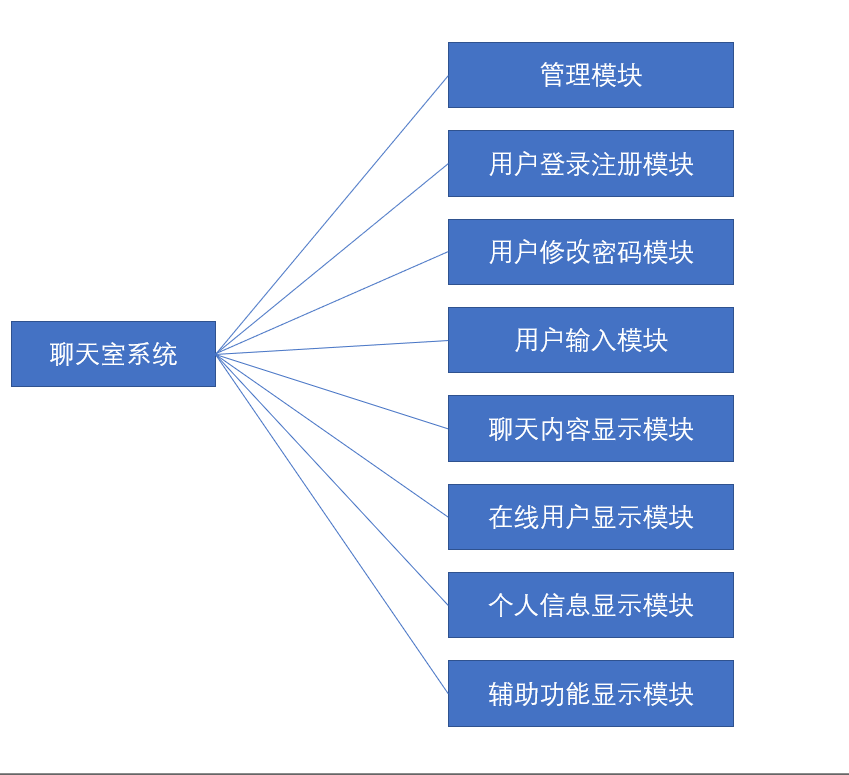 管理模块
用户登录注册模块
用户修改密码模块
用户输入模块
聊天室系统
聊天内容显示模块
在线用户显示模块
个人信息显示模块
辅助功能显示模块